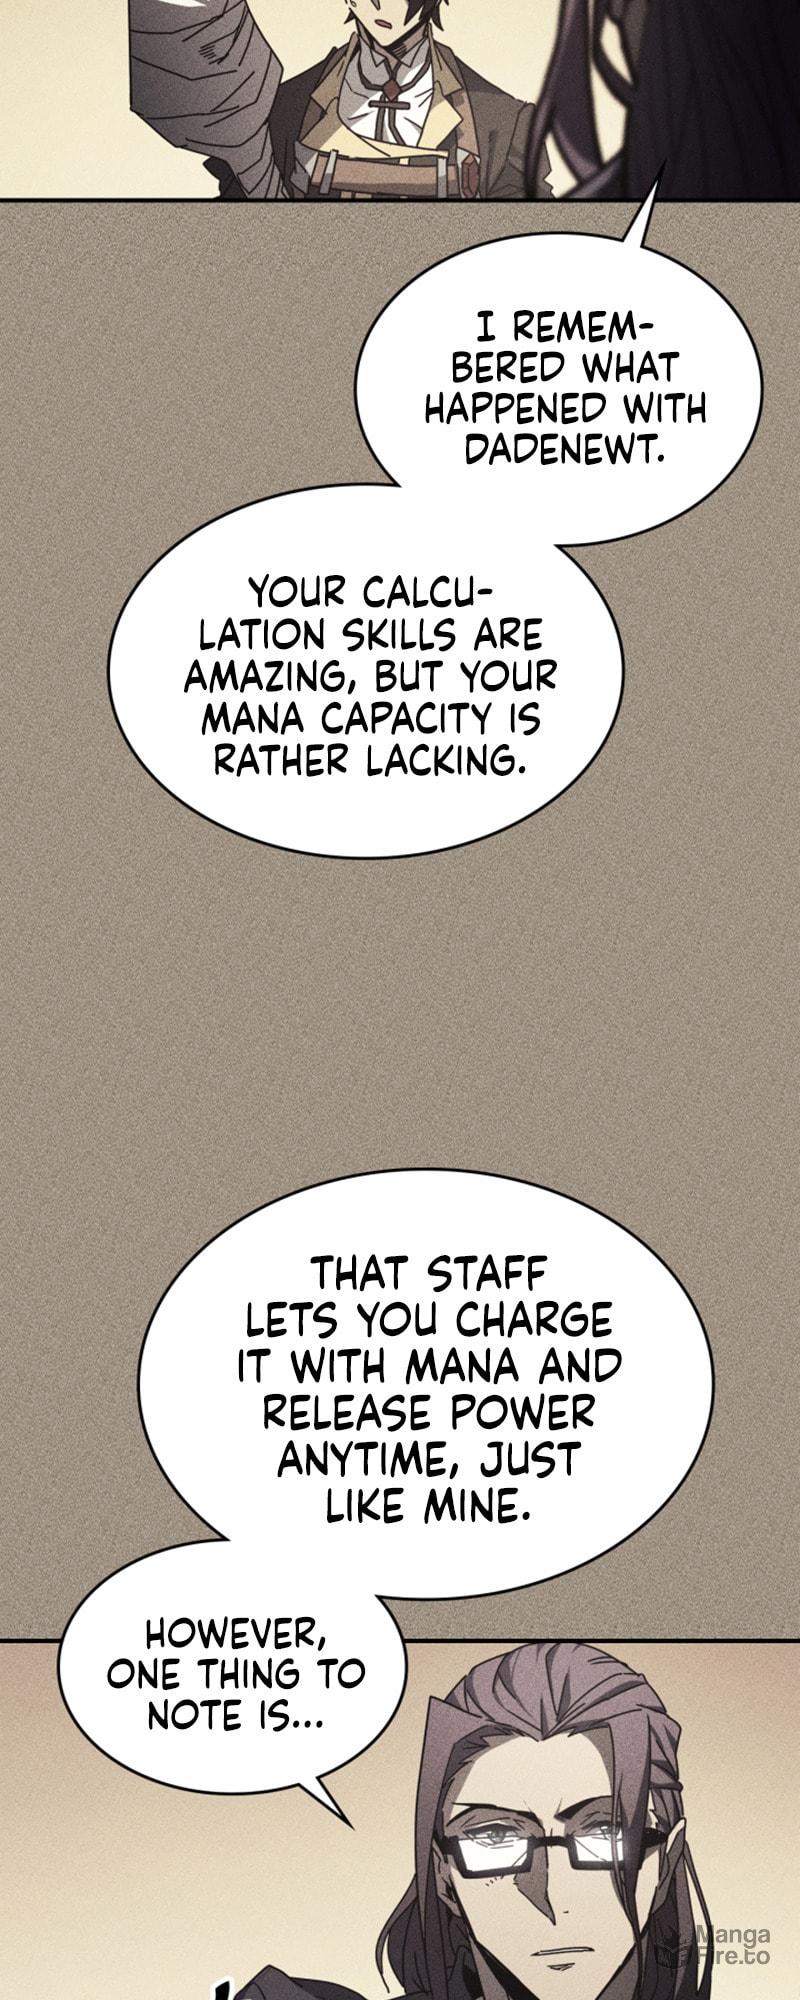 I REMEM-
BERED WHAT
HAPPENED WITH
DADENEWT.
YOUR CALCU-
LATION SKILLS ARE
AMAZING, BUT YOUR
MANA CAPACITY IS
RATHER LACKING.
THAT STAFF
LETS YOU CHARGE
IT WITH MANA AND
RELEASE POWER
ANYTIME, JUST
LIKE MINE.
HOWEVER,
ONE THING TO
NOTE IS...
Manga
Fire.to